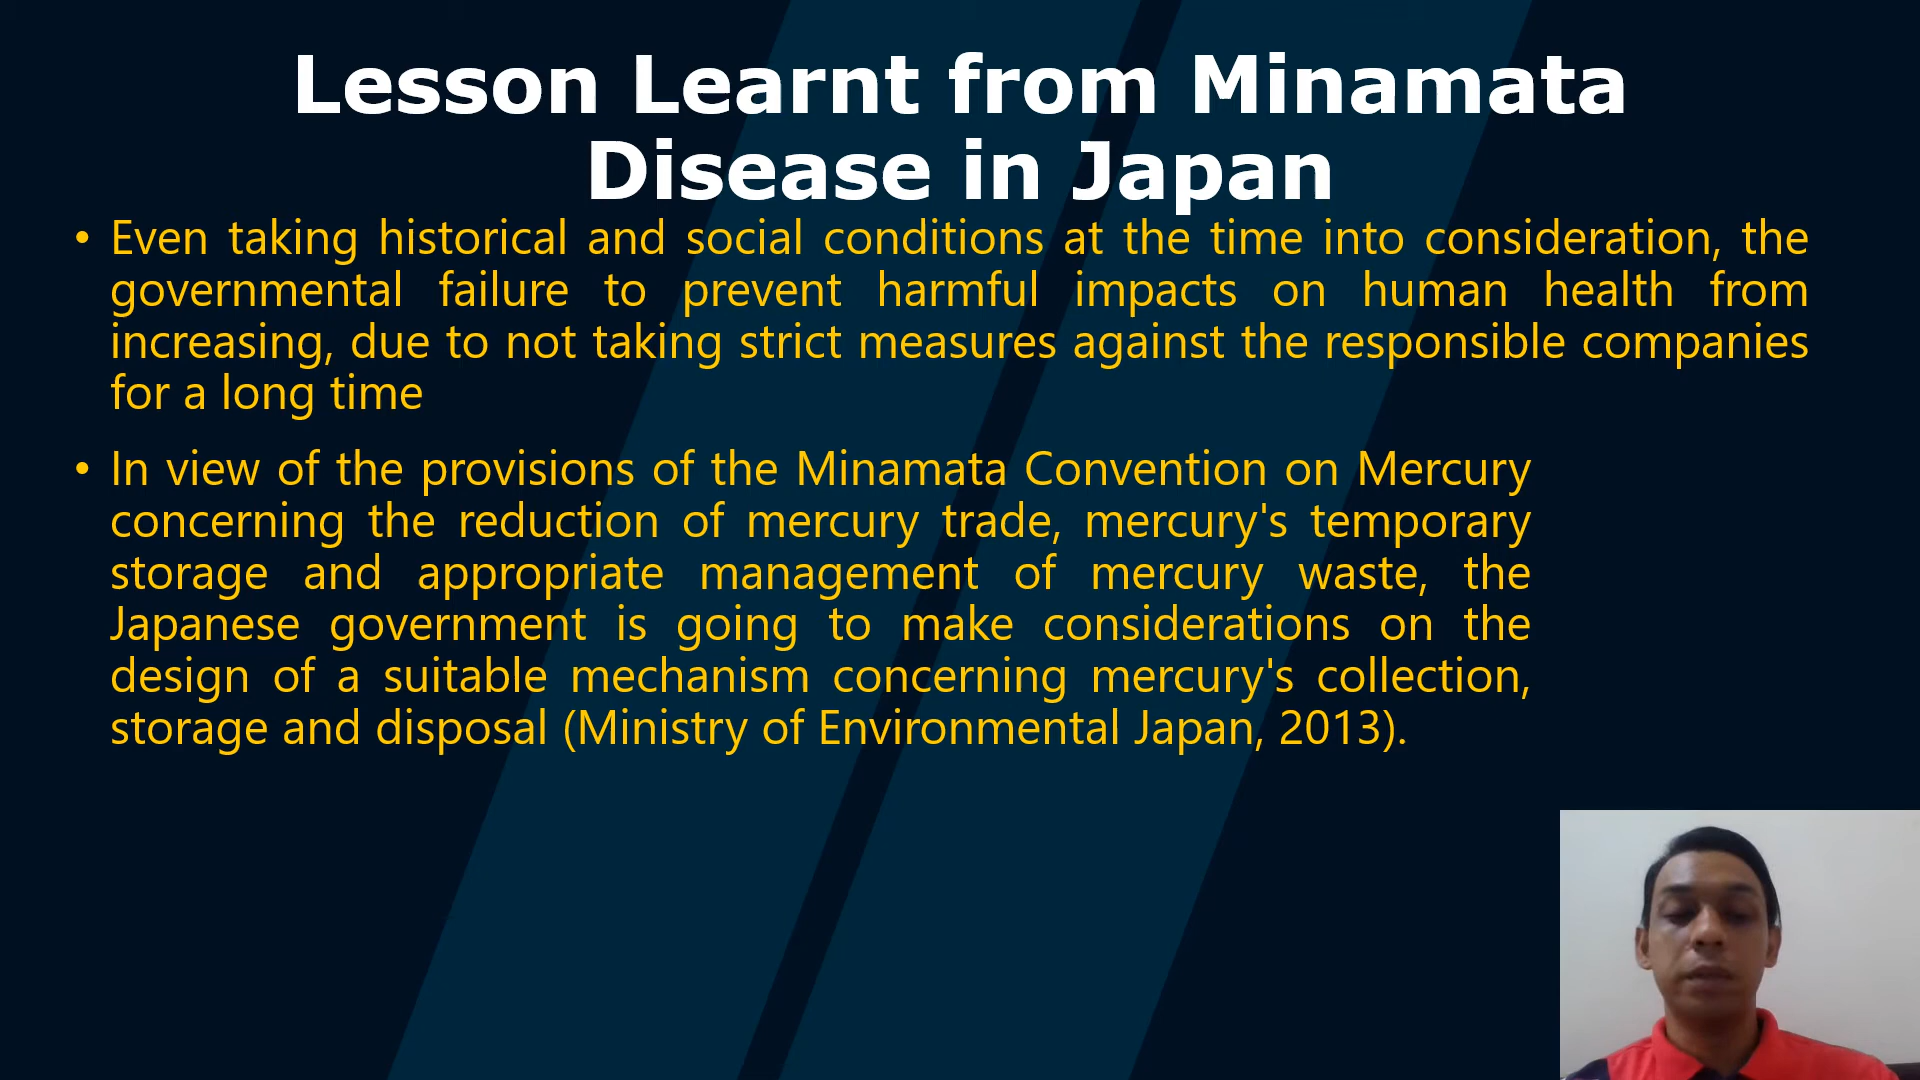 Lesson Learnt from Minamata
Disease in Japan
• Even taking historical and social conditions at the time into consideration, the
governmental failure to prevent harmful impacts on human health from
increasing, due to not taking strict measures against the responsible companies
for a long time
• In view of the provisions of the Minamata Convention on Mercury
concerning the reduction of mercury trade, mercury's temporary
storage and appropriate management of mercury waste, the
Japanese government is going to make considerations on the
design of a suitable mechanism concerning mercury's collection,
storage and disposal (Ministry of Environmental Japan, 2013).